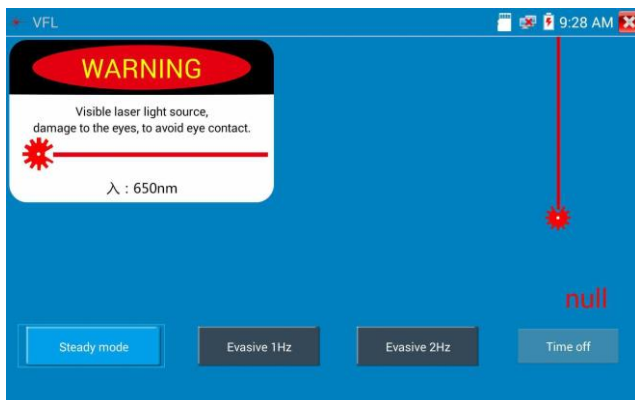 VFL
9:28 AM
WARNING
Visible laser light source,
damage to the eyes, to avoid eye contact.
入 : 650nm
null
Steady mode
Evasive 1Hz
Evasive 2Hz
Time off